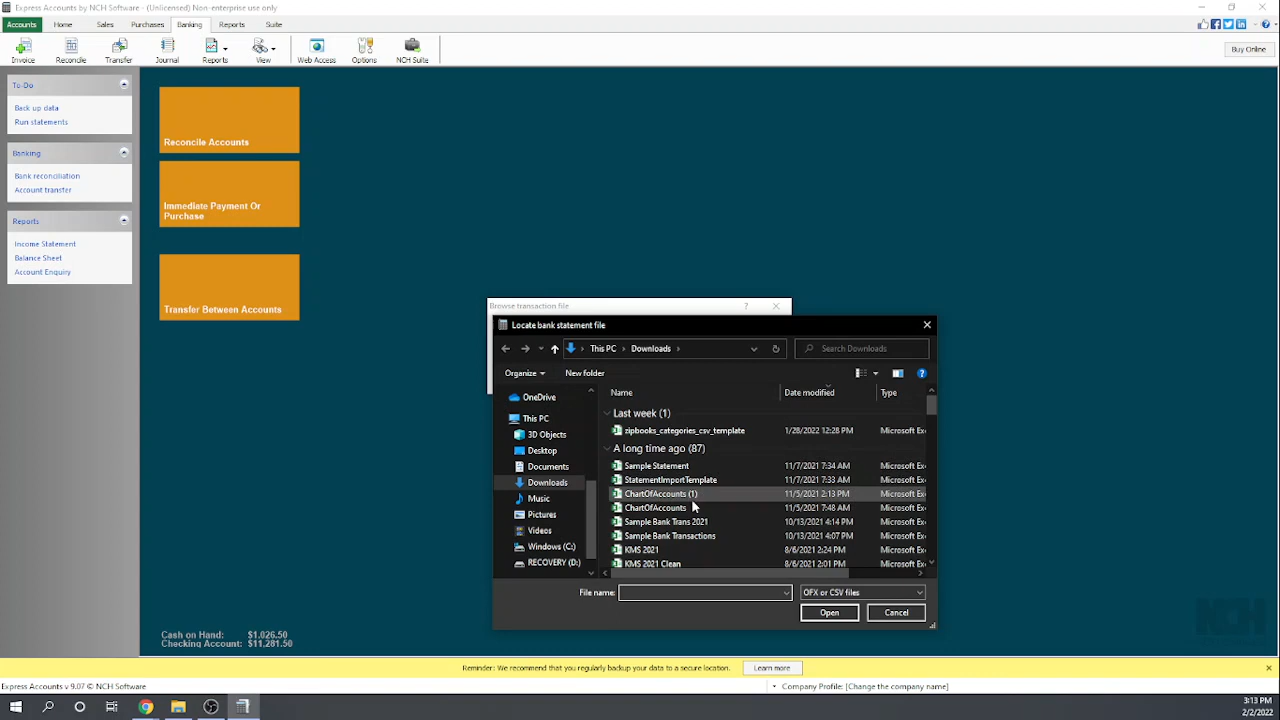 Express Accounts by NCH Software - (Unlicensed) Non-enterprise use only
Accounts Home Sales Purchases Banking Reports Suite
Invoice Reconcile Transfer Journal Reports View Web Access Options NCH Suite Buy Online
To-Do
Back up data
Run statements
Banking
Bank reconciliation
Account transfer
Reports
Income Statement
Balance Sheet
Account Enquiry
Reconcile Accounts
Immediate Payment Or
Purchase
Transfer Between Accounts
Browse transaction file ?
Locate bank statement file
This PC > Downloads > Search Downloads
Organize New folder
OneDrive
This PC
3D Objects
Desktop
Documents
Downloads
Music
Pictures
Videos
Windows (C:)
RECOVERY (D:)
Name Date modified Type
Last week (1)
zipbooks_categories_csv_template 1/28/2022 12:28 PM Microsoft Ex
A long time ago (87)
Sample Statement 11/7/2021 7:34 AM Microsoft Ex
StatementImportTemplate 11/7/2021 7:33 AM Microsoft Ex
ChartOfAccounts (1) 11/5/2021 2:13 PM Microsoft Ex
ChartOfAccounts 11/5/2021 7:48 AM Microsoft Ex
Sample Bank Trans 2021 10/13/2021 4:14 PM Microsoft Ex
Sample Bank Transactions 10/13/2021 4:07 PM Microsoft Ex
KMS 2021 8/6/2021 2:24 PM Microsoft Ex
KMS 2021 Clean 8/6/2021 2:01 PM Microsoft Ex
File name: OFX or CSV files
Open Cancel
NCH
Cash on Hand: $1,026.50
Checking Account: $11,281.50
Reminder: We recommend that you regularly backup your data to a secure location. Learn more
Express Accounts v 9.07 © NCH Software Company Profile: [Change the company name]
3:13 PM
2/2/2022